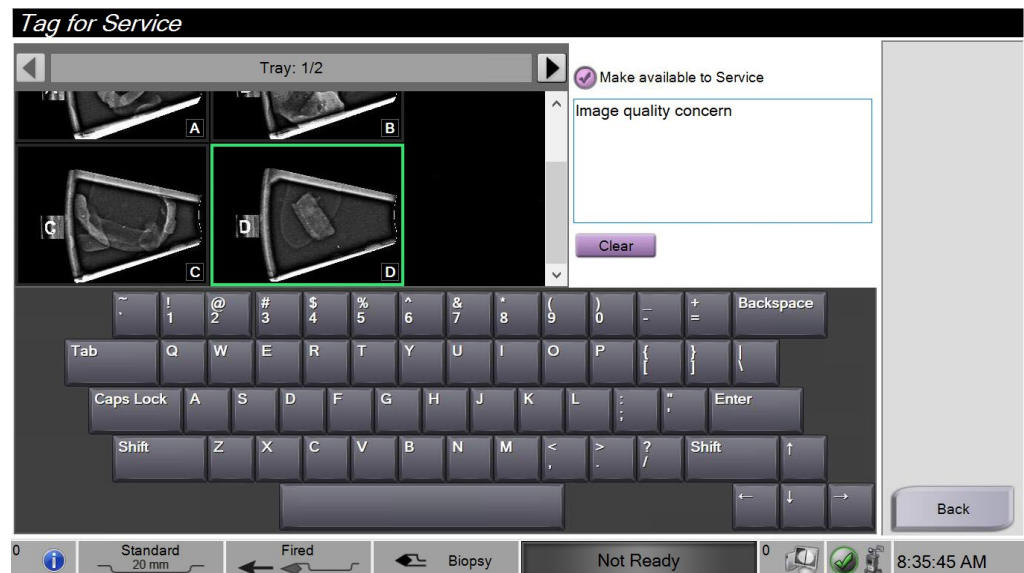 Tag for Service
Tray: 1/2
Make available to Service
Image quality concern
A
B
C
C
D
D
Clear
~ ! @ # $ % ^ & * ( ) _ + Backspace
` 1 2 3 4 5 6 7 8 9 0 - =
Tab Q W E R T Y U I O P { } |
[ ] \
Caps Lock A S D F G H J K L : " Enter
; '
Shift Z X C V B N M < > ? Shift ↑
, . /
← ↓ →
Back
0
Standard
20 mm
Fired
Biopsy
Not Ready
0
8:35:45 AM